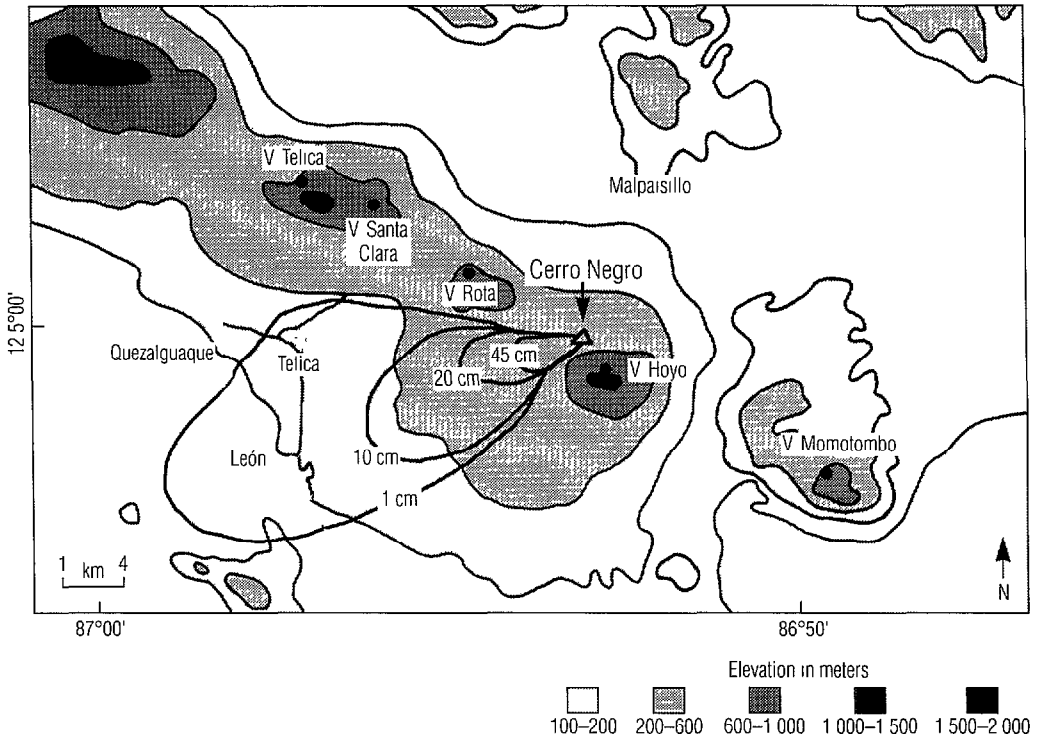 V Telica
Malpaisillo
V Santa
Clara
Cerro Negro
V Rota
12 5°00'
Quezalguaque
Telica
45 cm
V Hoyo
20 cm
V Momotombo
León
10 cm
1 cm
1 km 4
N
87°00'
86°50'
Elevation in meters
100–200
200–600
600–1 000
1 000–1 500
1 500–2 000